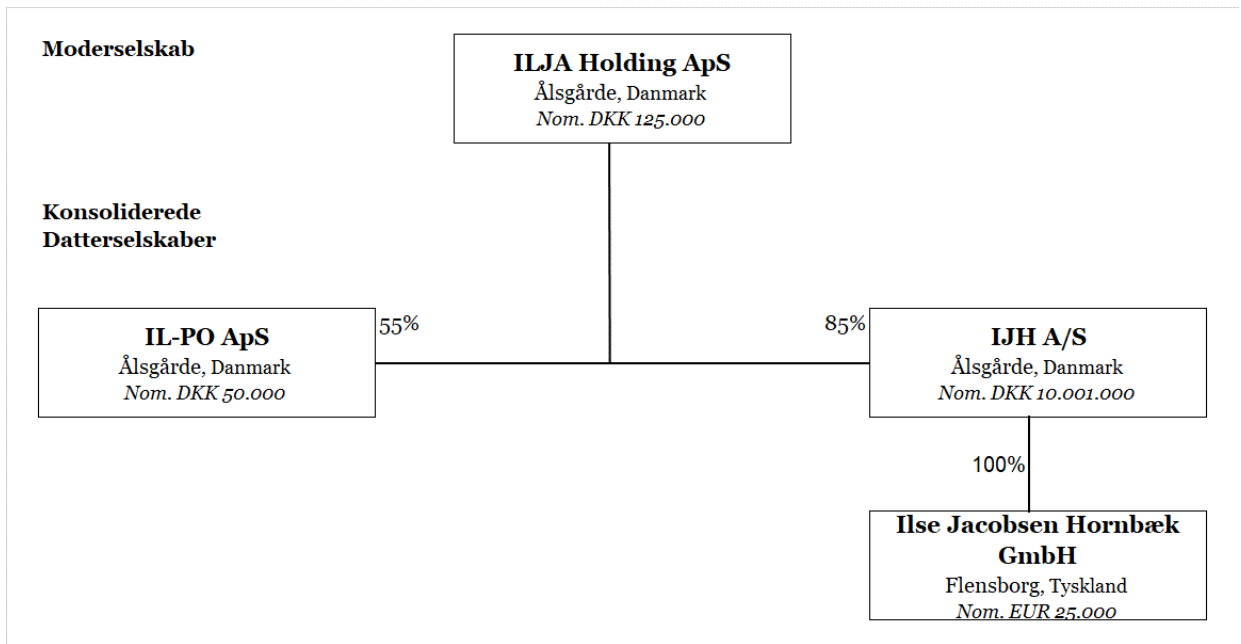 Moderselskab
ILJA Holding ApS
Ålsgårde, Danmark
Nom. DKK 125.000
Konsoliderede
Datterselskaber
IL-PO ApS
Ålsgårde, Danmark
Nom. DKK 50.000
55%
85%
IJH A/S
Ålsgårde, Danmark
Nom. DKK 10.001.000
100%
Ilse Jacobsen Hornbæk
GmbH
Flensborg, Tyskland
Nom. EUR 25.000